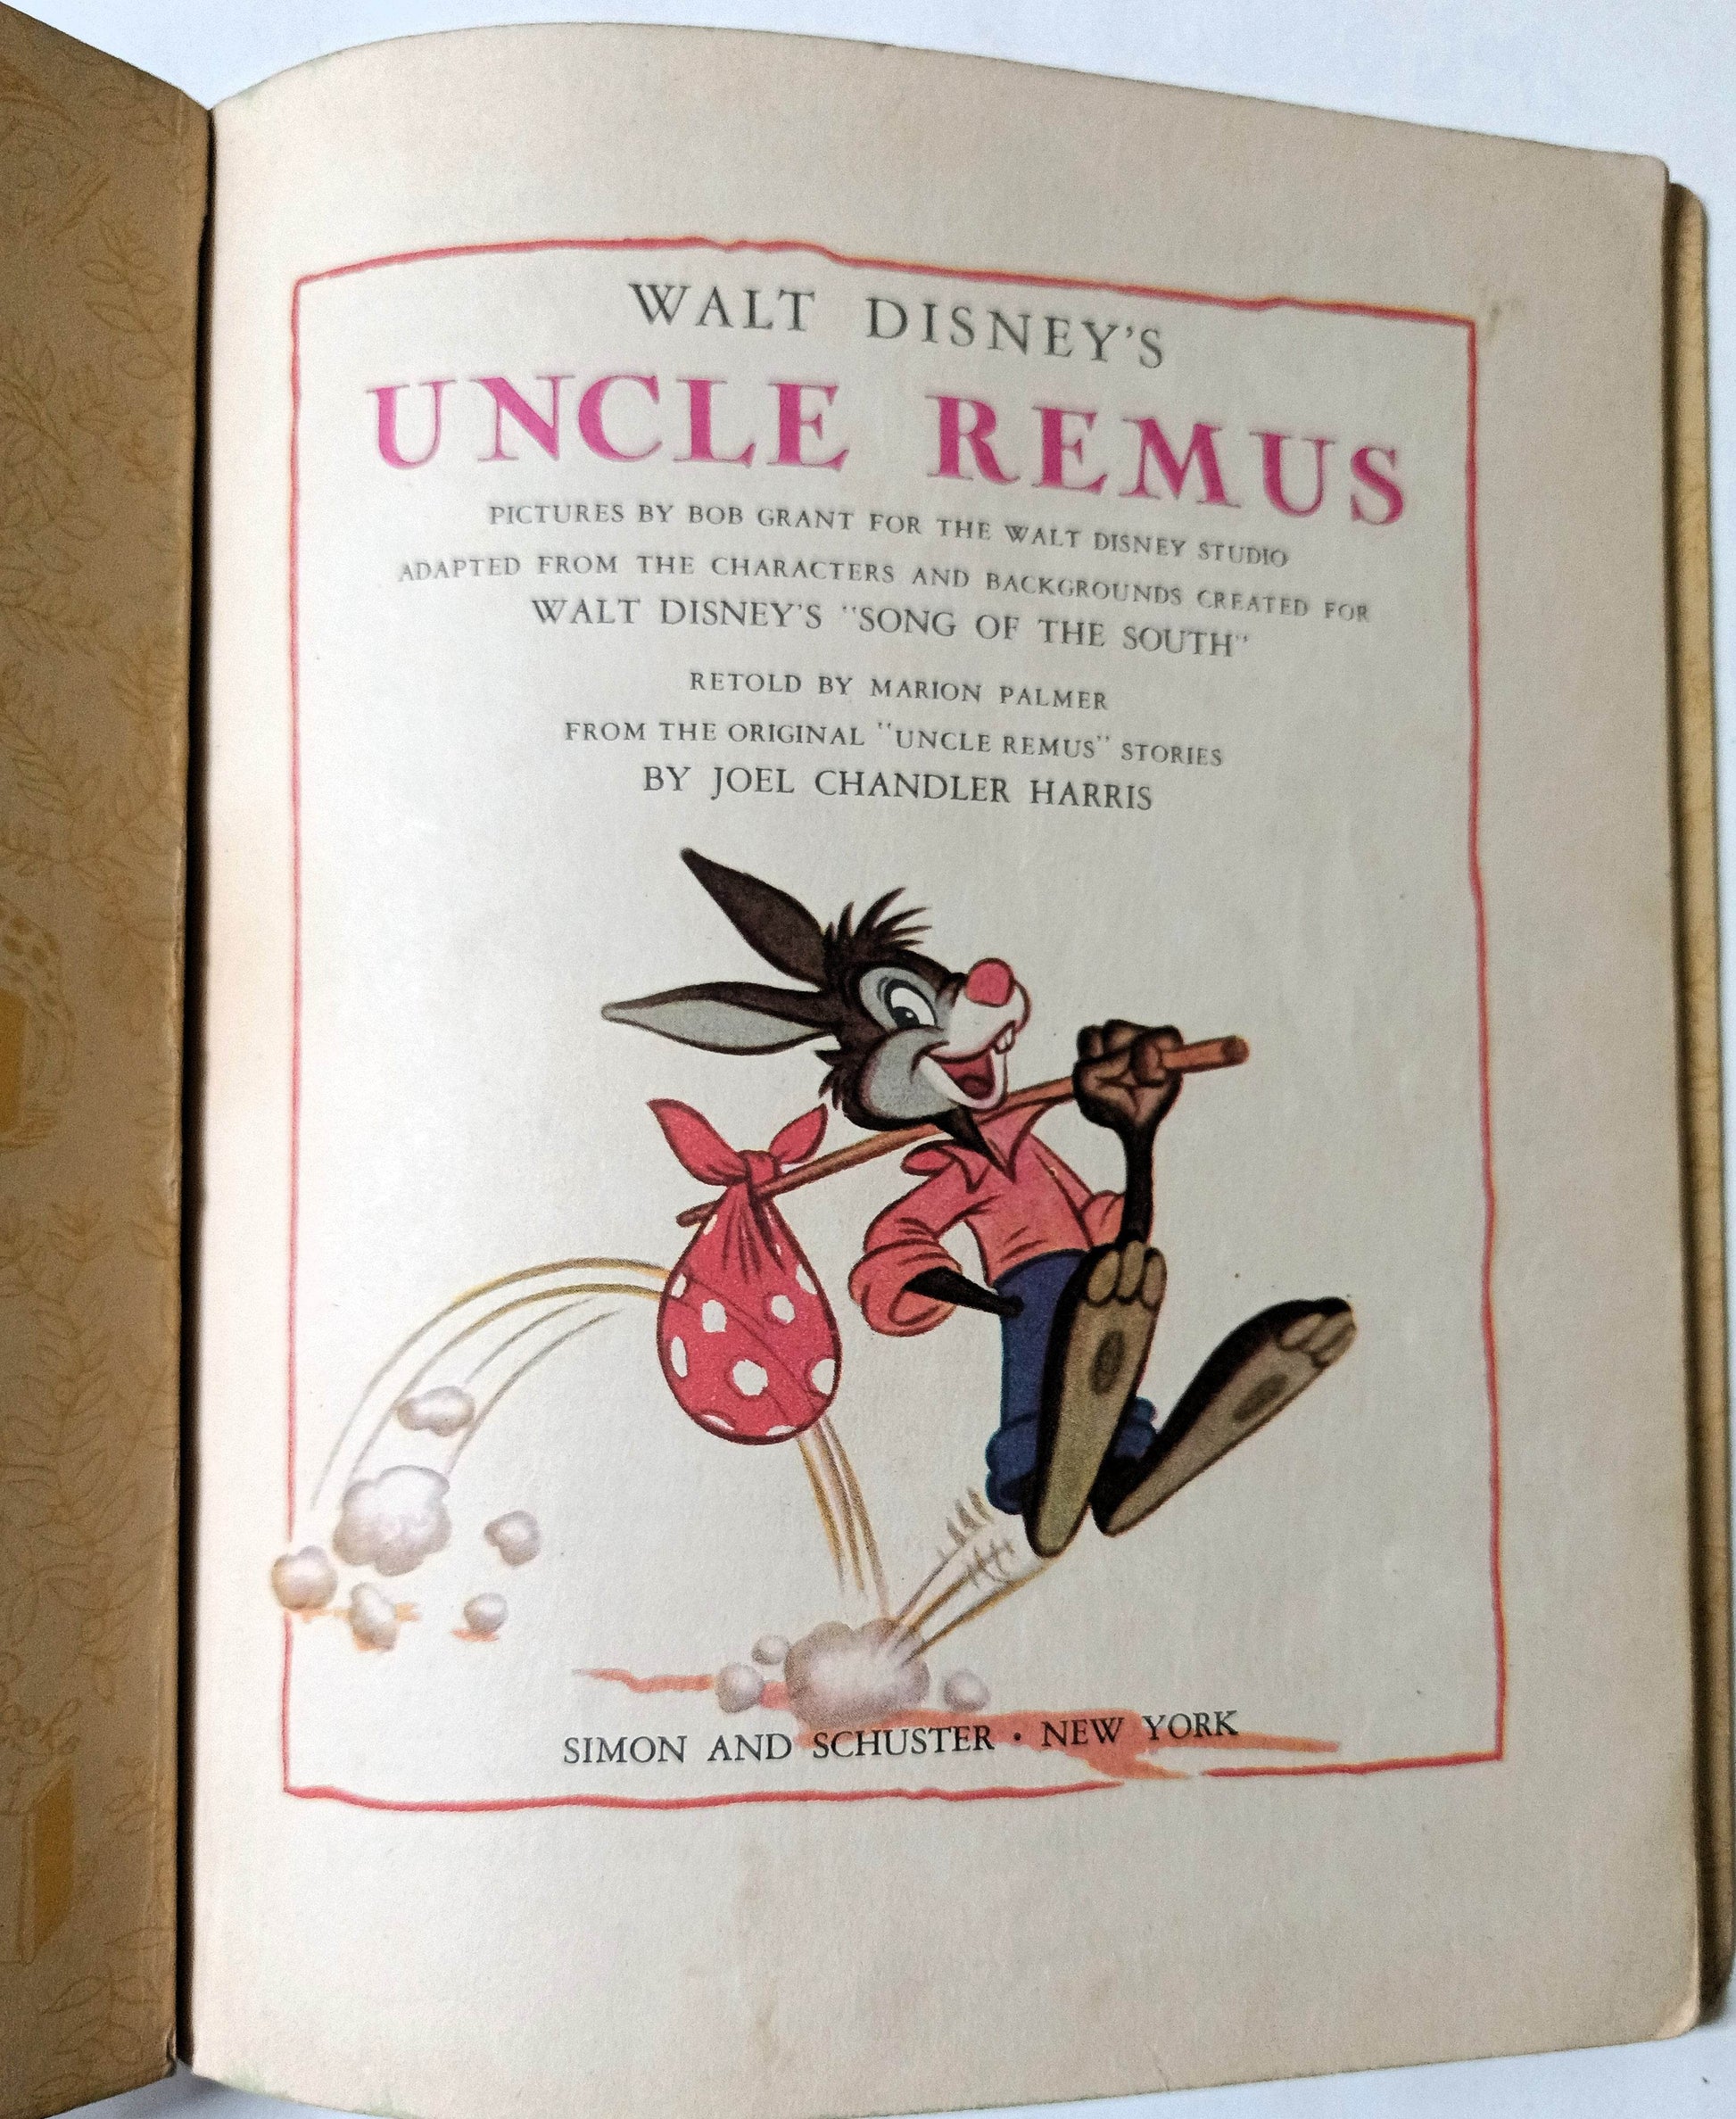 WALT DISNEY'S
UNCLE REMUS
PICTURES BY BOB GRANT FOR THE WALT DISNEY STUDIO
ADAPTED FROM THE CHARACTERS AND BACKGROUNDS CREATED FOR
WALT DISNEY'S "SONG OF THE SOUTH"
RETOLD BY MARION PALMER
FROM THE ORIGINAL "UNCLE REMUS" STORIES
BY JOEL CHANDLER HARRIS
SIMON AND SCHUSTER · NEW YORK